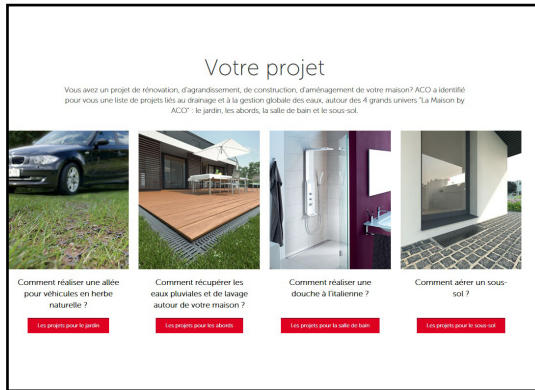 Votre projet
Vous avez un projet de rénovation, d'agrandissement, de construction, d'aménagement de votre maison? ACO a identifié
pour vous une liste de projets liés au drainage et à la gestion globale des eaux, autour des 4 grands univers "La Maison by
ACO" : le jardin, les abords, la salle de bain et le sous-sol.
Comment réaliser une allée
pour véhicules en herbe
naturelle ?
Les projets pour le jardin
Comment récupérer les
eaux pluviales et de lavage
autour de votre maison ?
Les projets pour les abords
Comment réaliser une
douche à l'italienne ?
Les projets pour la salle de bain
Comment aérer un sous-
sol ?
Les projets pour le sous-sol